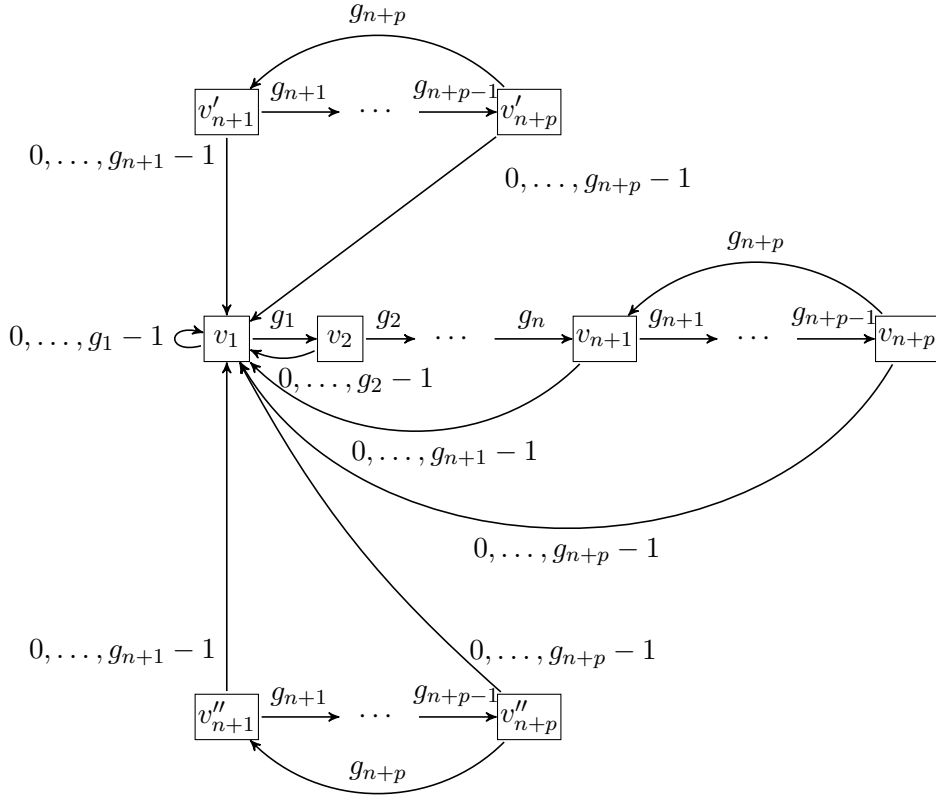 g_{n+p}
v'_{n+1} g_{n+1} ⋯ g_{n+p−1} v'_{n+p}
0, …, g_{n+1} − 1
0, …, g_{n+p} − 1
g_{n+p}
0, …, g_1 − 1 v_1 g_1 v_2 g_2 ⋯ g_n v_{n+1} g_{n+1} ⋯ g_{n+p−1} v_{n+p}
0, …, g_2 − 1
0, …, g_{n+1} − 1
0, …, g_{n+p} − 1
0, …, g_{n+1} − 1
0, …, g_{n+p} − 1
v''_{n+1} g_{n+1} ⋯ g_{n+p−1} v''_{n+p}
g_{n+p}